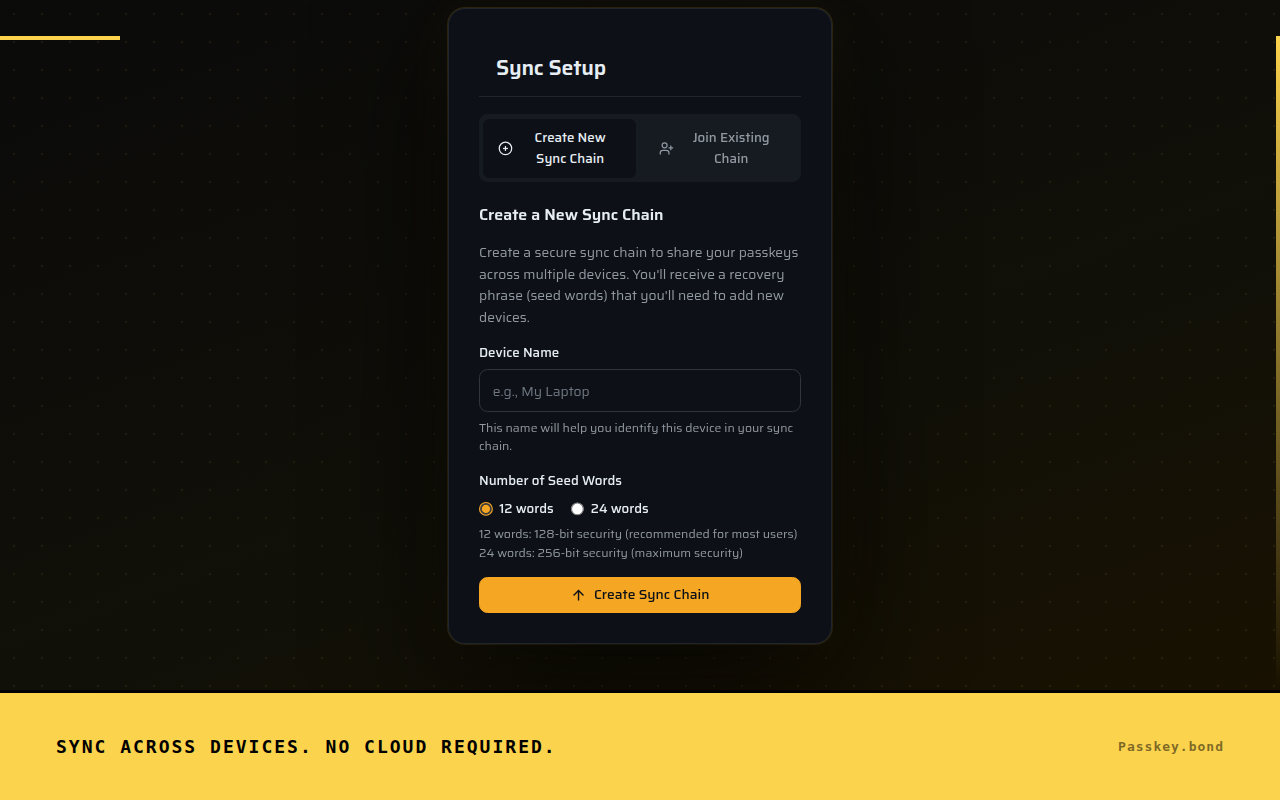 Sync Setup
Create New
Sync Chain
Join Existing
Chain
Create a New Sync Chain
Create a secure sync chain to share your passkeys
across multiple devices. You'll receive a recovery
phrase (seed words) that you'll need to add new
devices.
Device Name
e.g., My Laptop
This name will help you identify this device in your sync
chain.
Number of Seed Words
12 words
24 words
12 words: 128-bit security (recommended for most users)
24 words: 256-bit security (maximum security)
Create Sync Chain
SYNC ACROSS DEVICES. NO CLOUD REQUIRED.
Passkey.bond